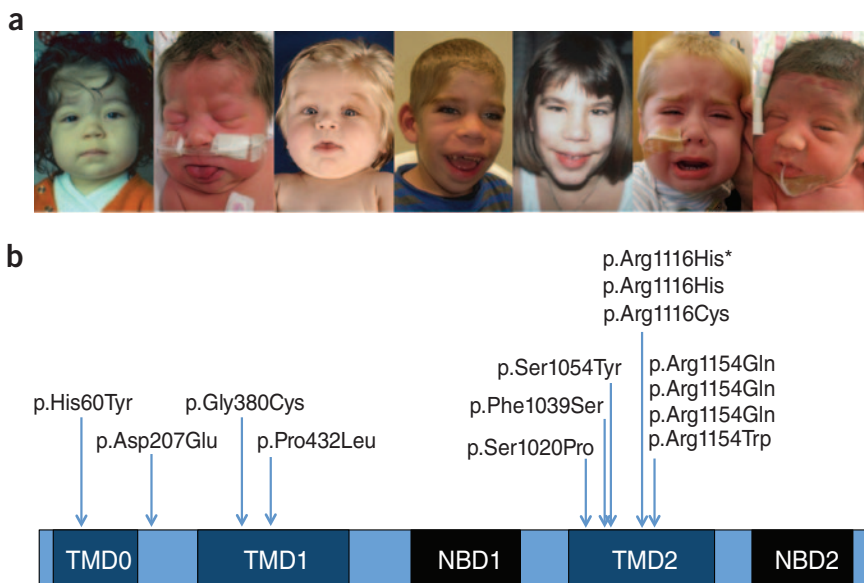 a
b
p.Arg1116His*
p.Arg1116His
p.Arg1116Cys
p.Ser1054Tyr
p.Arg1154Gln
p.Arg1154Gln
p.His60Tyr
p.Gly380Cys
p.Phe1039Ser
p.Arg1154Gln
p.Asp207Glu
p.Pro432Leu
p.Ser1020Pro
p.Arg1154Trp
TMD0
TMD1
NBD1
TMD2
NBD2